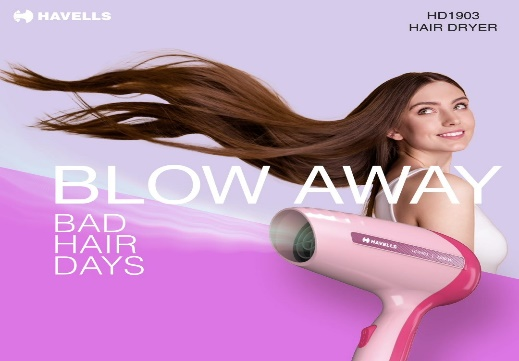 HAVELLS
HD1903
HAIR DRYER
BLOW AWAY
BAD
HAIR
DAYS
HAVELLS